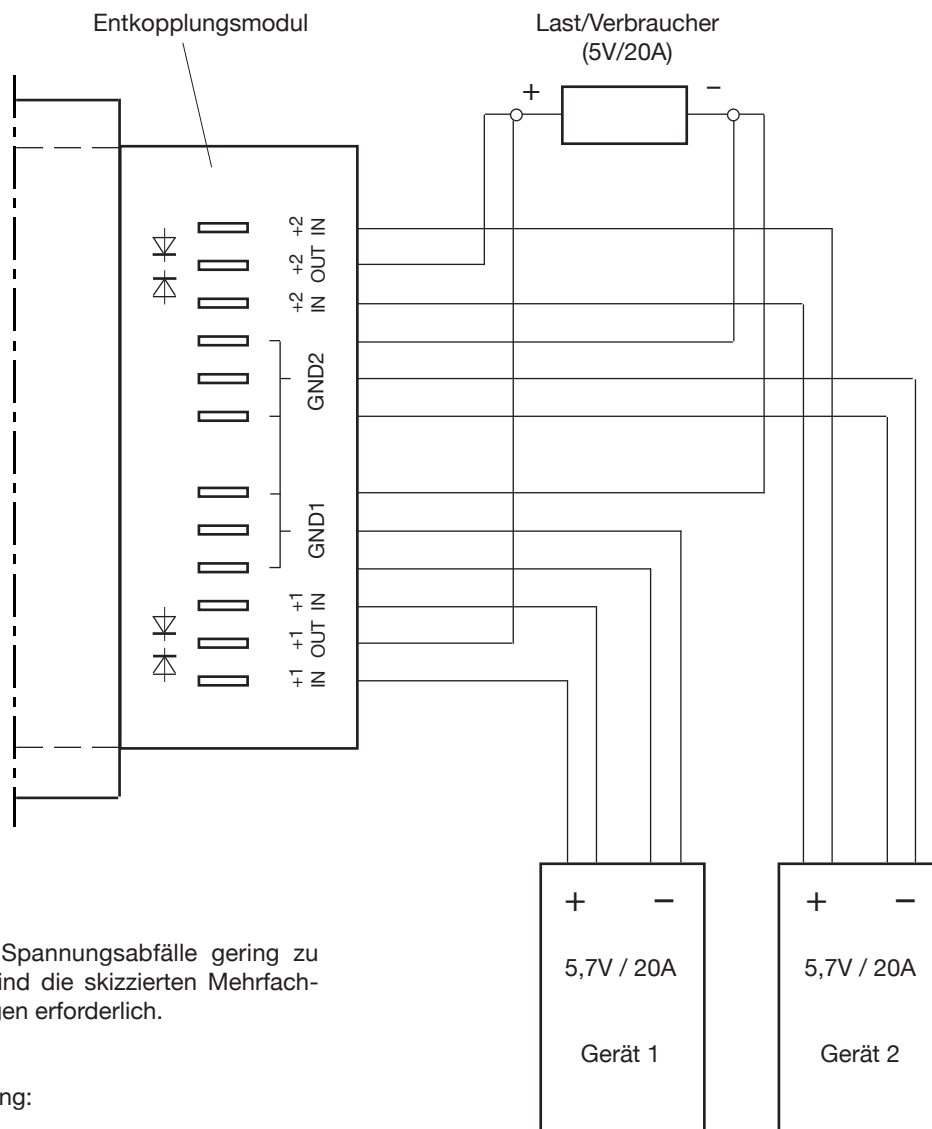 Entkopplungsmodul
Last/Verbraucher
(5V/20A)
+ −
+2 IN
+2 OUT
+2 IN
GND2
GND1
+1 IN
+1 OUT
+1 IN
+ −
5,7V / 20A
Gerät 1
+ −
5,7V / 20A
Gerät 2
Spannungsabfälle gering zu
ind die skizzierten Mehrfach-
gen erforderlich.
ng: